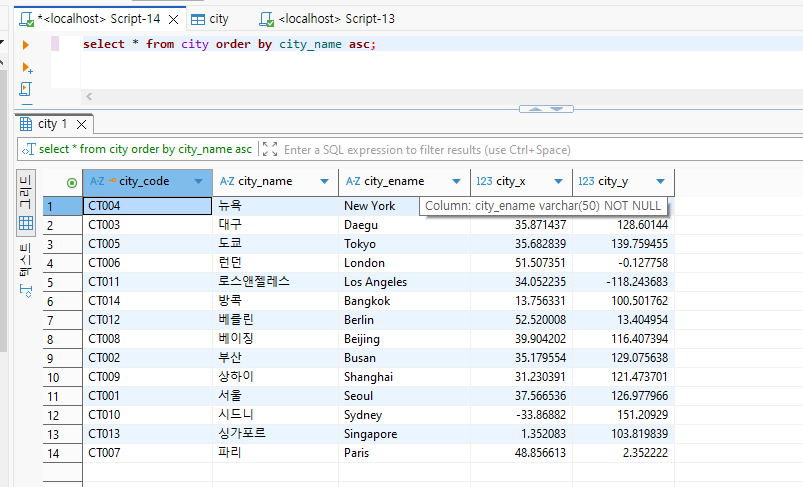 *<localhost> Script-14 city <localhost> Script-13
select * from city order by city_name asc;
city 1
select * from city order by city_name asc Enter a SQL expression to filter results (use Ctrl+Space)
그리드
텍스트
A-Z city_code A-Z city_name A-Z city_ename 123 city_x 123 city_y
1 CT004 뉴욕 New York
Column: city_ename varchar(50) NOT NULL
2 CT003 대구 Daegu 35.871437 128.60144
3 CT005 도쿄 Tokyo 35.682839 139.759455
4 CT006 런던 London 51.507351 -0.127758
5 CT011 로스앤젤레스 Los Angeles 34.052235 -118.243683
6 CT014 방콕 Bangkok 13.756331 100.501762
7 CT012 베를린 Berlin 52.520008 13.404954
8 CT008 베이징 Beijing 39.904202 116.407394
9 CT002 부산 Busan 35.179554 129.075638
10 CT009 상하이 Shanghai 31.230391 121.473701
11 CT001 서울 Seoul 37.566536 126.977966
12 CT010 시드니 Sydney -33.86882 151.20929
13 CT013 싱가포르 Singapore 1.352083 103.819839
14 CT007 파리 Paris 48.856613 2.352222